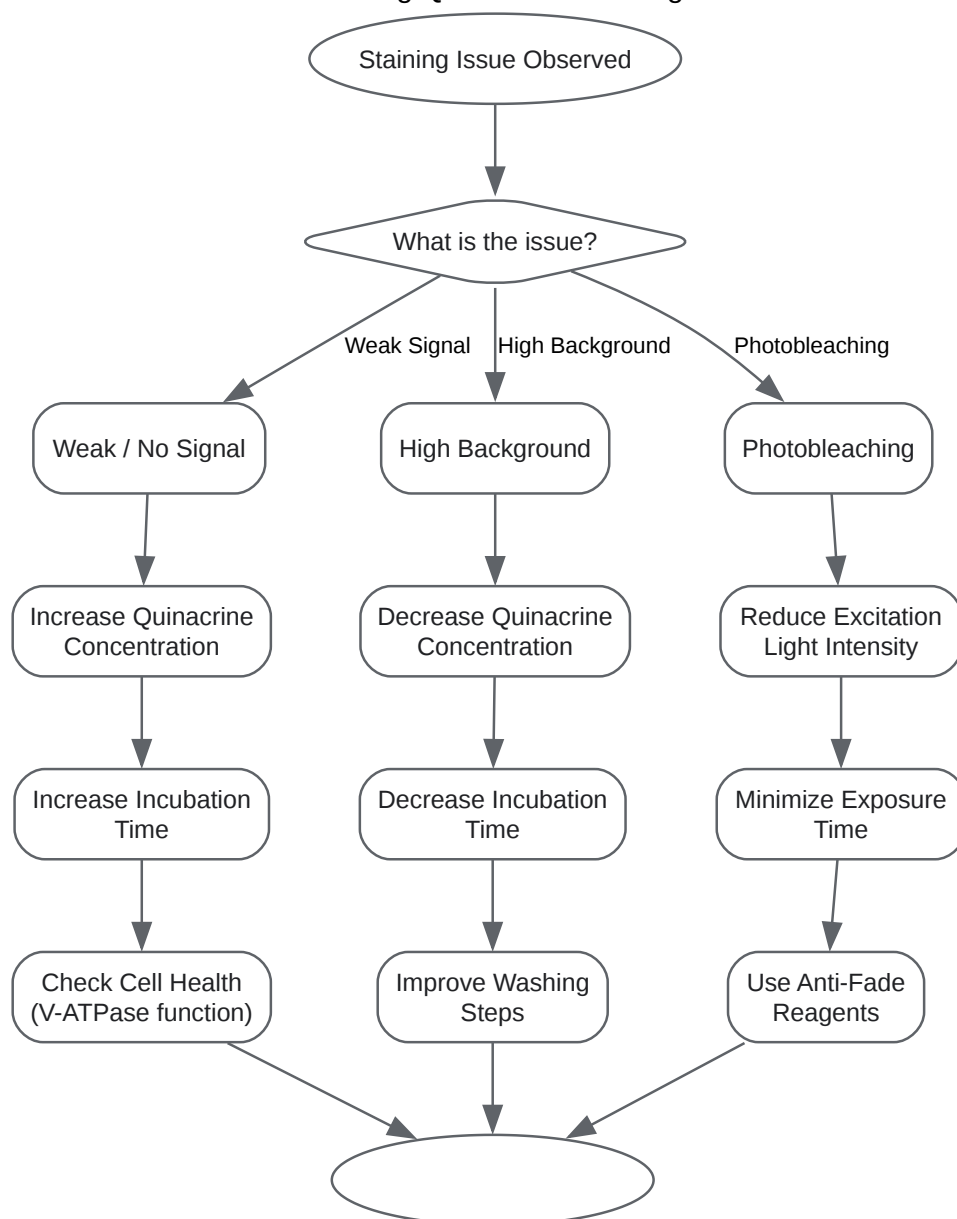 Staining Issue Observed
What is the issue?
Weak Signal
High Background
Photobleaching
Weak / No Signal
High Background
Photobleaching
Increase Quinacrine
Concentration
Decrease Quinacrine
Concentration
Reduce Excitation
Light Intensity
Increase Incubation
Time
Decrease Incubation
Time
Minimize Exposure
Time
Check Cell Health
(V-ATPase function)
Improve Washing
Steps
Use Anti-Fade
Reagents